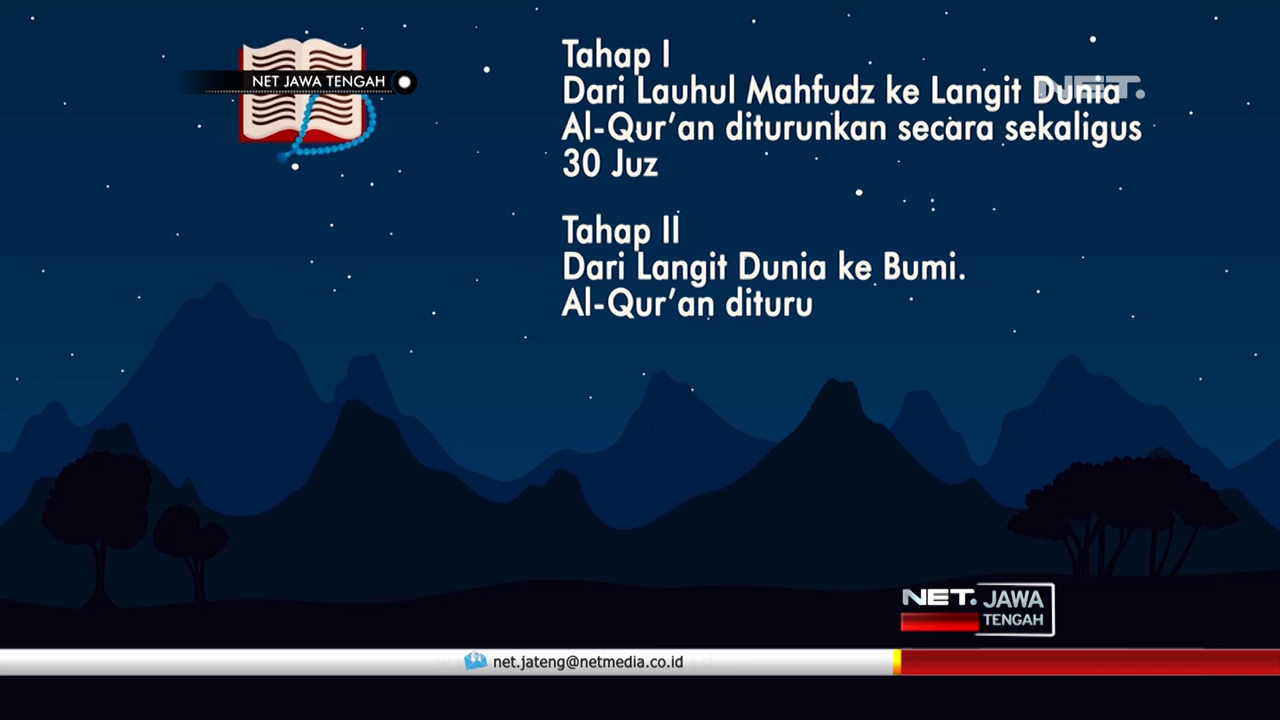 NET JAWA TENGAH
NET.
Tahap I
Dari Lauhul Mahfudz ke Langit Dunia
Al-Qur’an diturunkan secara sekaligus
30 Juz
Tahap II
Dari Langit Dunia ke Bumi.
Al-Qur’an dituru
NET. JAWA
TENGAH
net.jateng@netmedia.co.id